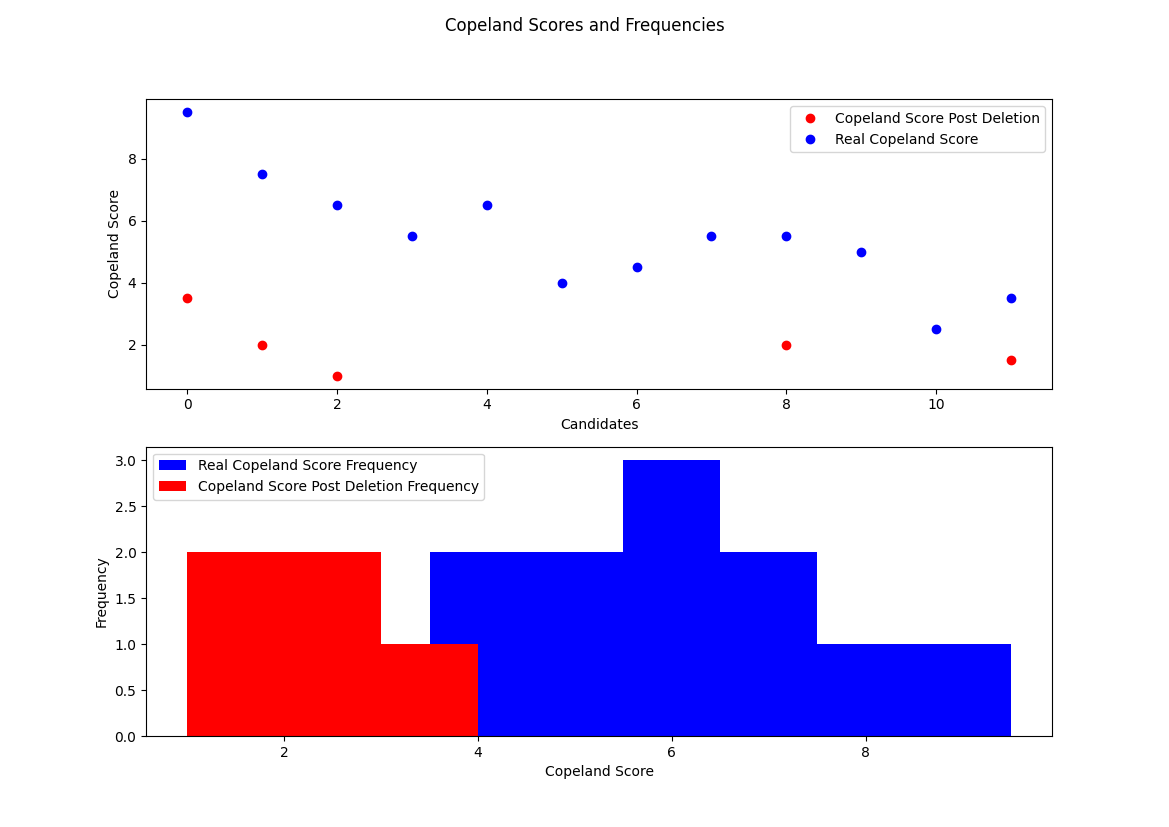 Copeland Scores and Frequencies
Copeland Score Post Deletion
Real Copeland Score
8
6
4
2
Copeland Score
0 2 4 6 8 10
Candidates
Real Copeland Score Frequency
Copeland Score Post Deletion Frequency
3.0
2.5
2.0
1.5
1.0
0.5
0.0
Frequency
2 4 6 8
Copeland Score